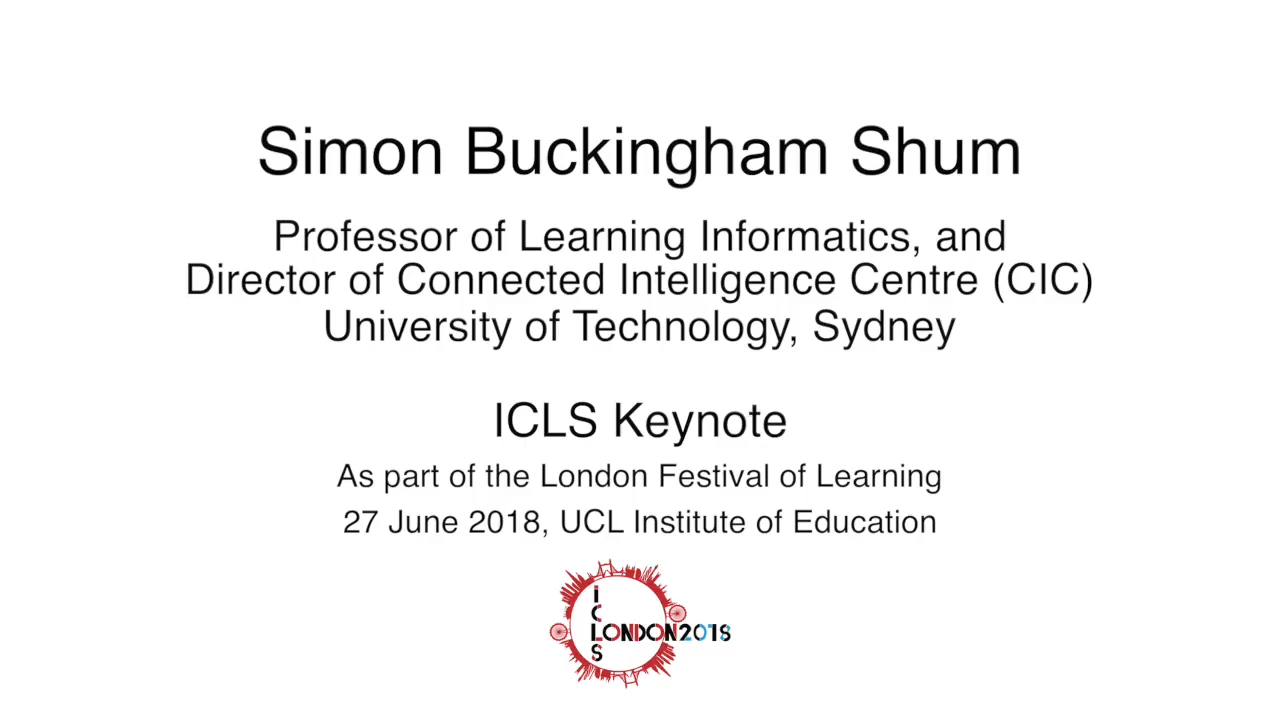 Simon Buckingham Shum
Professor of Learning Informatics, and
Director of Connected Intelligence Centre (CIC)
University of Technology, Sydney
ICLS Keynote
As part of the London Festival of Learning
27 June 2018, UCL Institute of Education
ICLS
LONDON2018